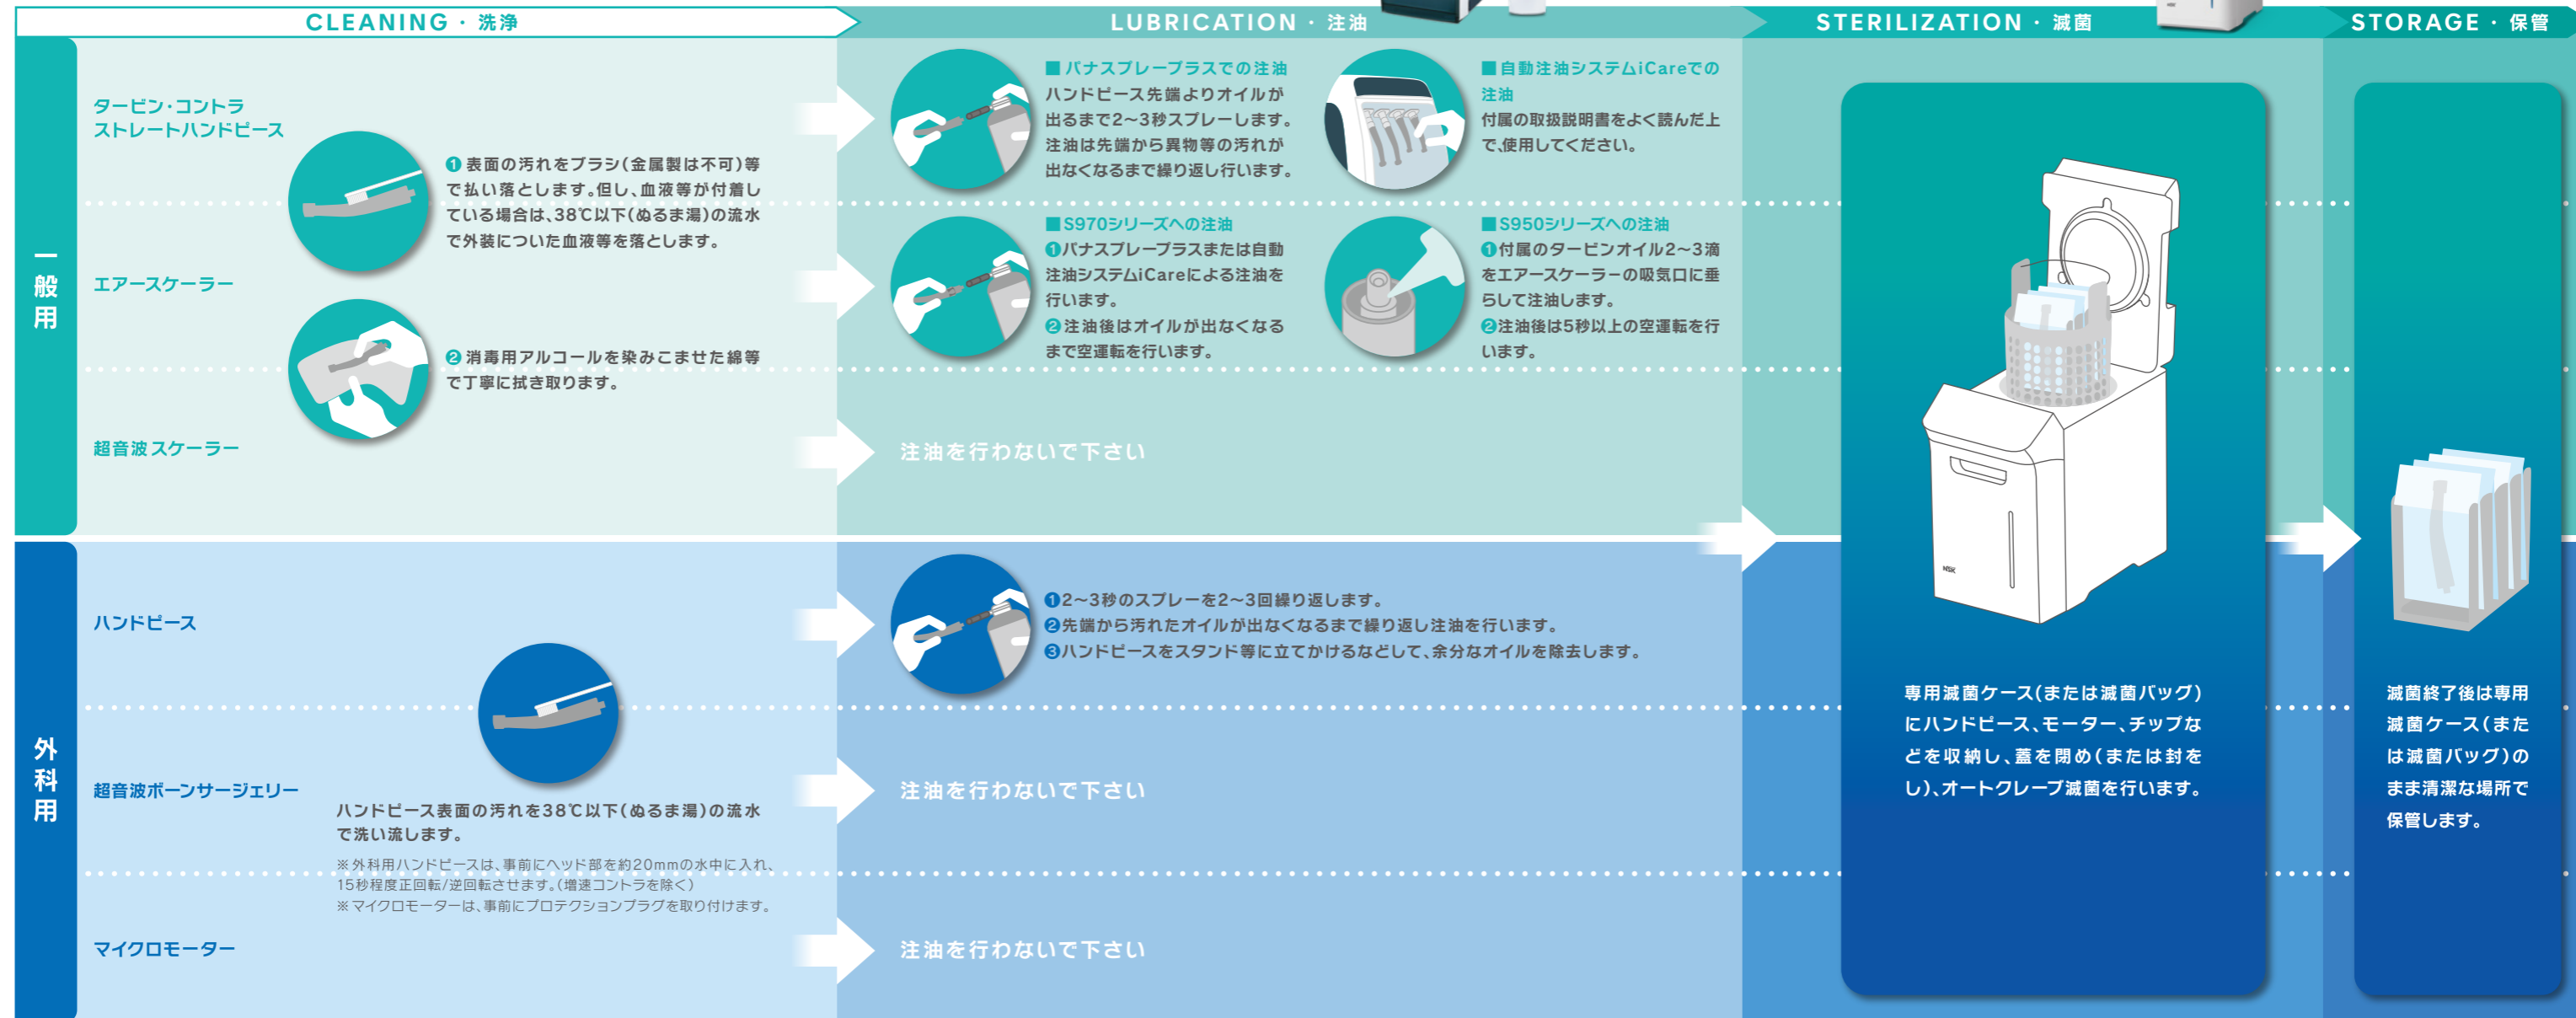 CLEANING · 洗浄
LUBRICATION · 注油
STERILIZATION · 滅菌
STORAGE · 保管
一般用
タービン・コントラ
ストレートハンドピース
エアースケーラー
超音波スケーラー
❶ 表面の汚れをブラシ(金属製は不可)等
で払い落とします。但し、血液等が付着し
ている場合は、38℃以下(ぬるま湯)の流水
で外装についた血液等を落とします。
❷ 消毒用アルコールを染みこませた綿等
で丁寧に拭き取ります。
■ パナスプレープラスでの注油
ハンドピース先端よりオイルが
出るまで2〜3秒スプレーします。
注油は先端から異物等の汚れが
出なくなるまで繰り返し行います。
■ 自動注油システムiCareでの
注油
付属の取扱説明書をよく読んだ上
で、使用してください。
■ S970シリーズへの注油
❶パナスプレープラスまたは自動
注油システムiCareによる注油を
行います。
❷注油後はオイルが出なくなる
まで空運転を行います。
■ S950シリーズへの注油
❶付属のタービンオイル2〜3滴
をエアースケーラーの吸気口に垂
らして注油します。
❷注油後は5秒以上の空運転を行
います。
注油を行わないで下さい
外科用
ハンドピース
超音波ボーンサージェリー
マイクロモーター
ハンドピース表面の汚れを38℃以下(ぬるま湯)の流水
で洗い流します。
※外科用ハンドピースは、事前にヘッド部を約20mmの水中に入れ、
15秒程度正回転/逆回転させます。(増速コントラを除く)
※マイクロモーターは、事前にプロテクションプラグを取り付けます。
❶2〜3秒のスプレーを2〜3回繰り返します。
❷先端から汚れたオイルが出なくなるまで繰り返し注油を行います。
❸ハンドピースをスタンド等に立てかけるなどして、余分なオイルを除去します。
注油を行わないで下さい
注油を行わないで下さい
NSK
専用滅菌ケース(または滅菌バッグ)
にハンドピース、モーター、チップな
どを収納し、蓋を閉め(または封を
し)、オートクレーブ滅菌を行います。
滅菌終了後は専用
滅菌ケース(また
は滅菌バッグ)の
まま清潔な場所で
保管します。